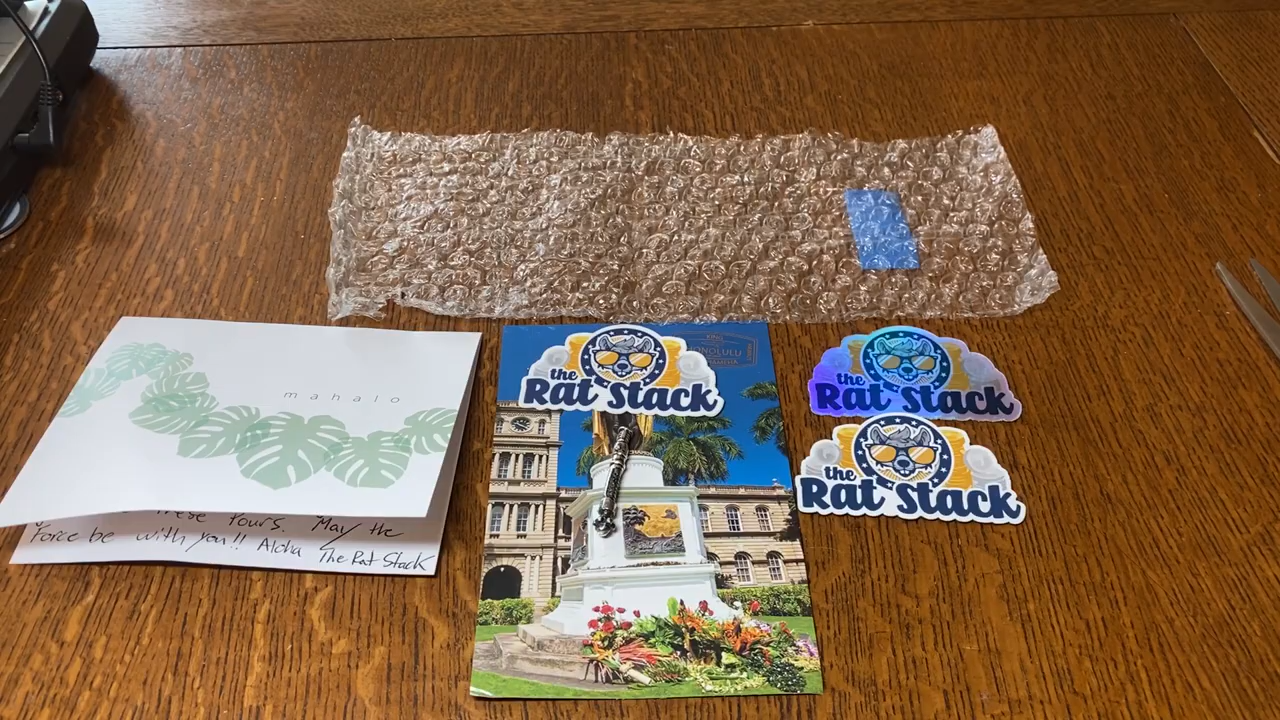 mahalo
these Yours. May the
Force be with you!! Aloha The Rat Stack
KING
HONOLULU
the
Rat Stack
the
Rat Stack
the
Rat Stack